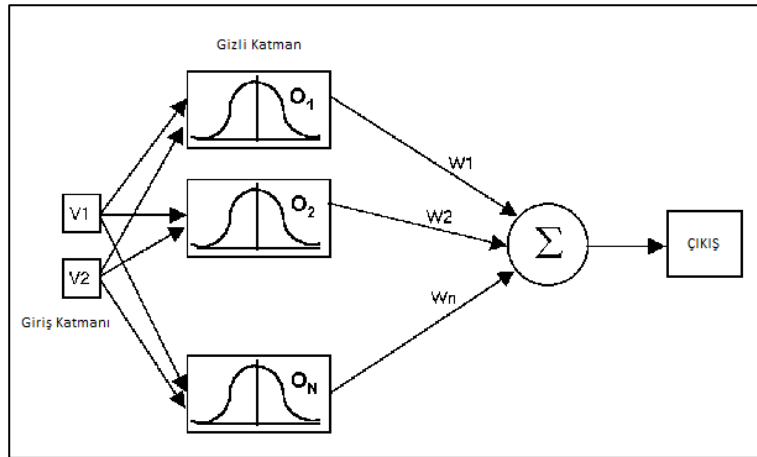 Gizli Katman
O1
W1
V1
O2
W2
Σ
ÇIKIŞ
V2
Wn
Giriş Katmanı
ON